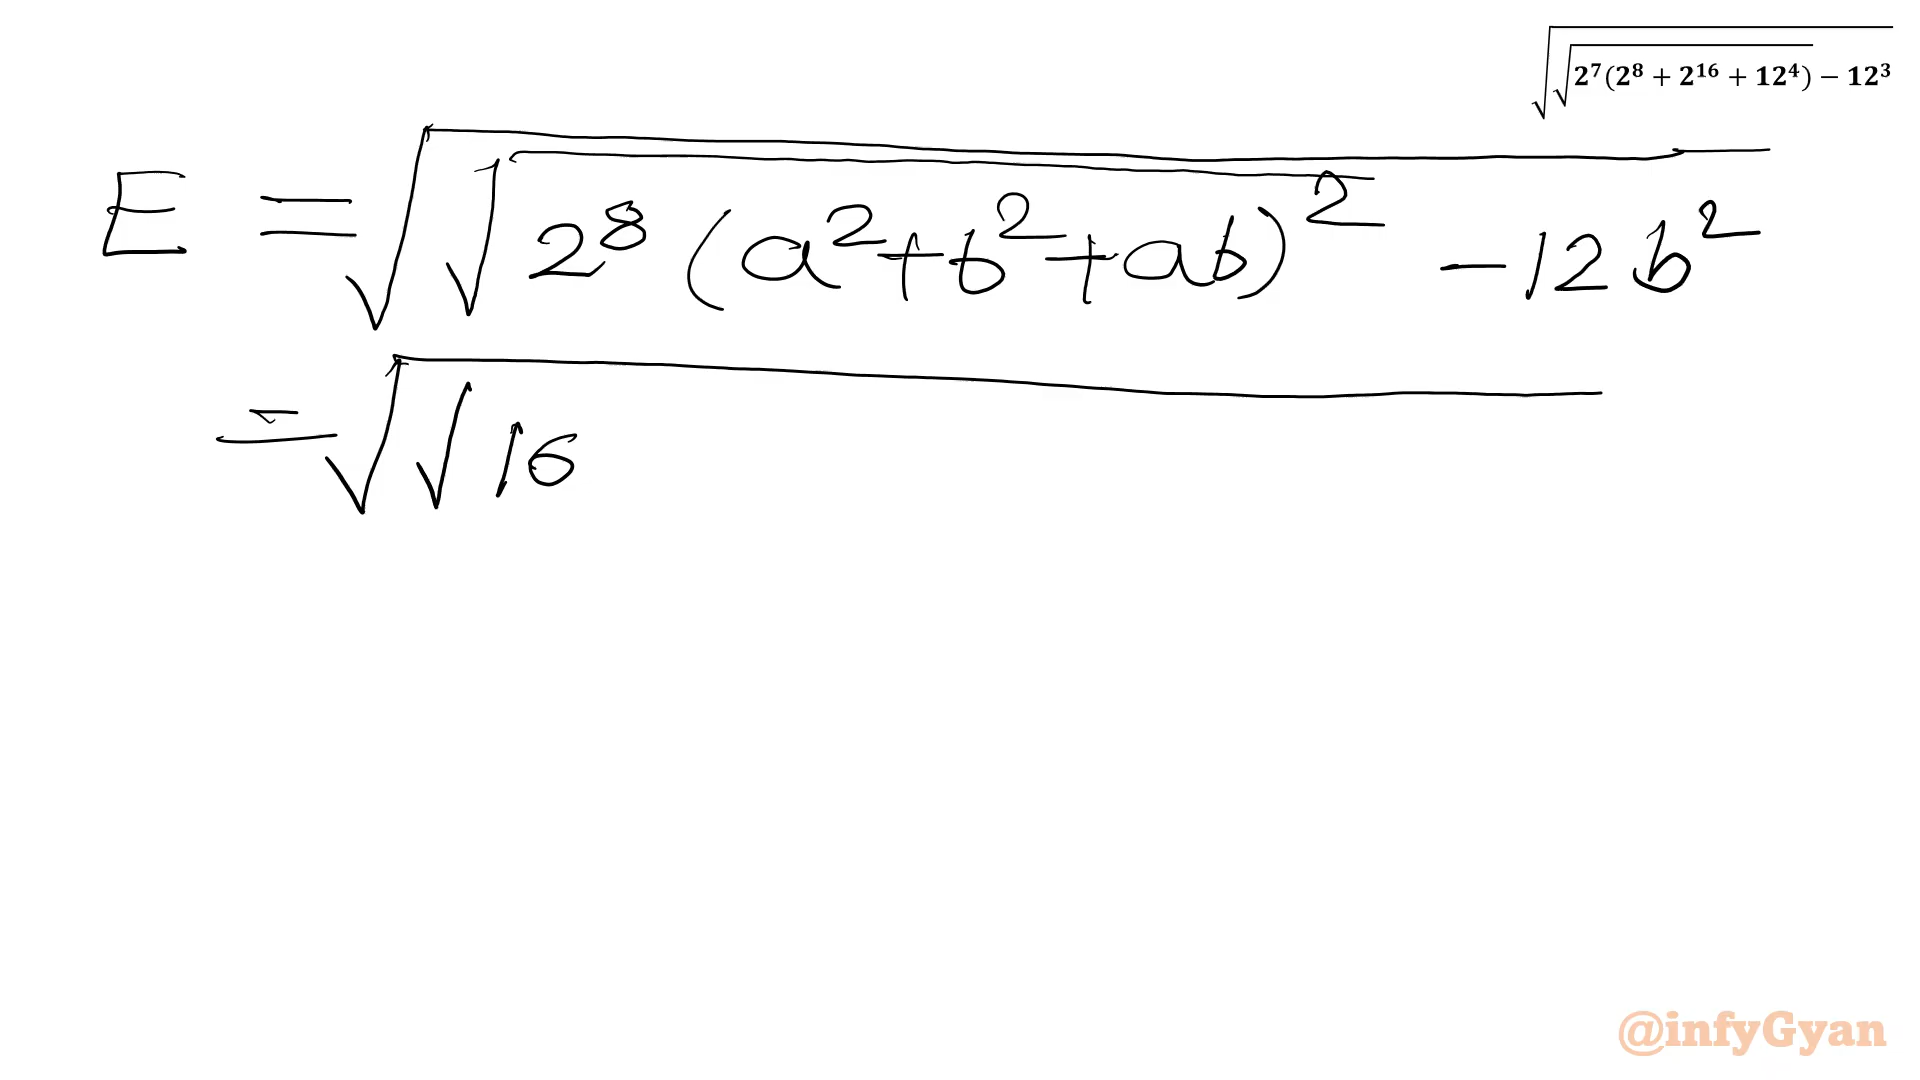 √(√(2⁷(2⁸ + 2¹⁶ + 12⁴)) − 12³)
E = √(√(2⁸(a²+b²+ab)²) −12b²)
= √√16
@infyGyan